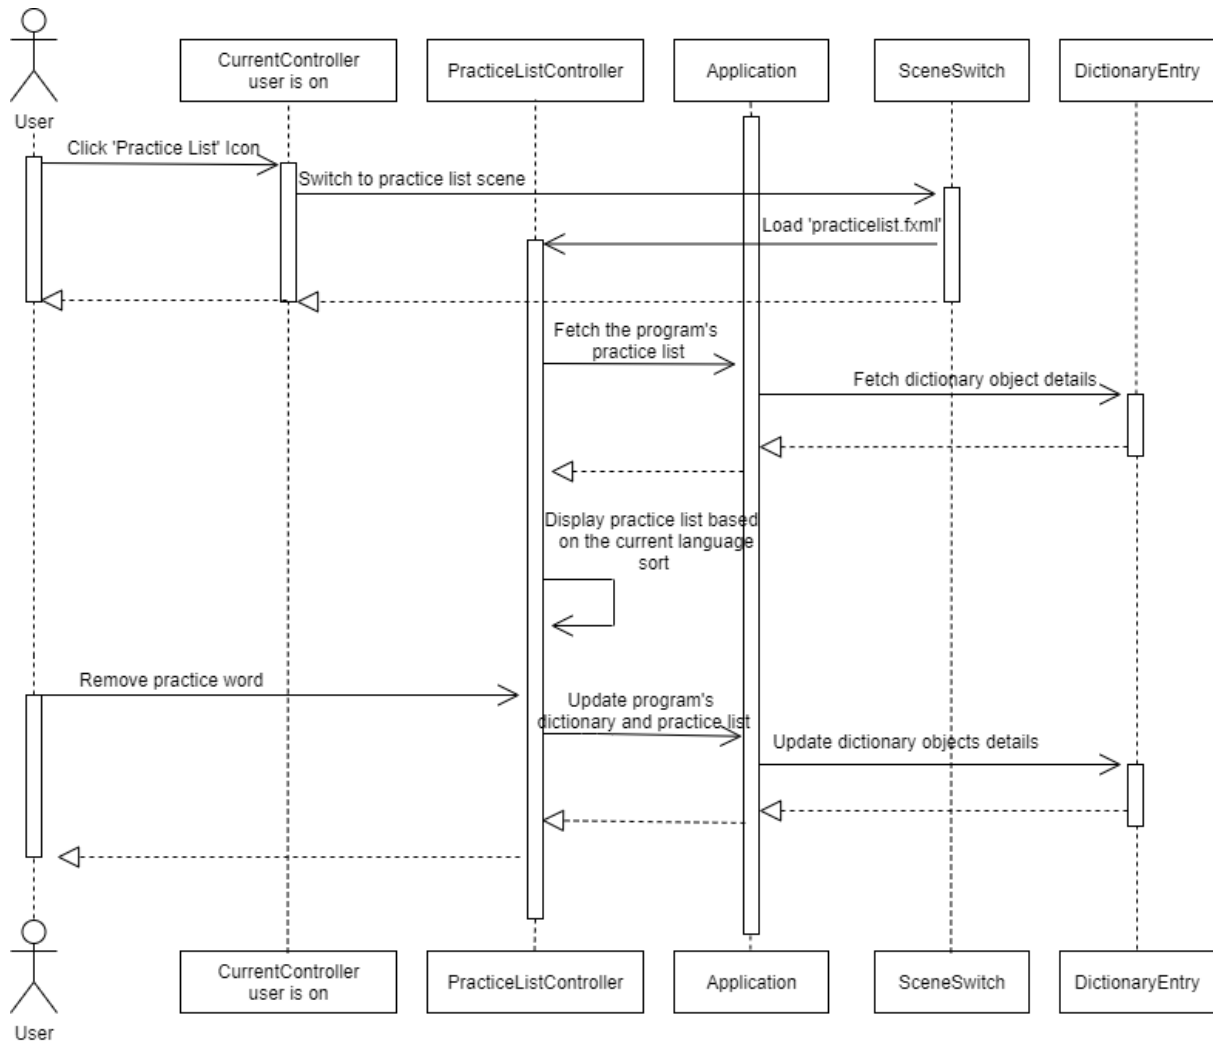 CurrentController
user is on
PracticeListController
Application
SceneSwitch
DictionaryEntry
User
Click 'Practice List' Icon
Switch to practice list scene
Load 'practicelist.fxml'
Fetch the program's
practice list
Fetch dictionary object details
Display practice list based
on the current language
sort
Remove practice word
Update program's
dictionary and practice list
Update dictionary objects details
CurrentController
user is on
PracticeListController
Application
SceneSwitch
DictionaryEntry
User